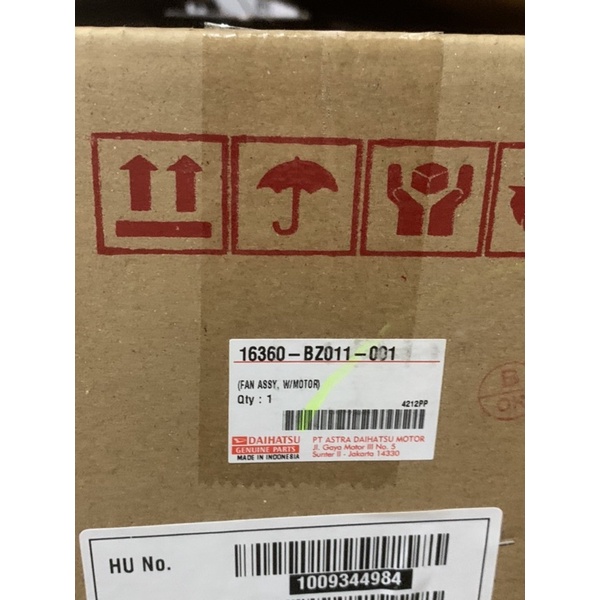 16360-BZ011-001
(FAN ASSY, W/MOTOR)
Qty : 1
4212PP
DAIHATSU
GENUINE PARTS
MADE IN INDONESIA
PT ASTRA DAIHATSU MOTOR
Jl. Gaya Motor III No. 5
Sunter II - Jakarta 14330
HU No.
1009344984